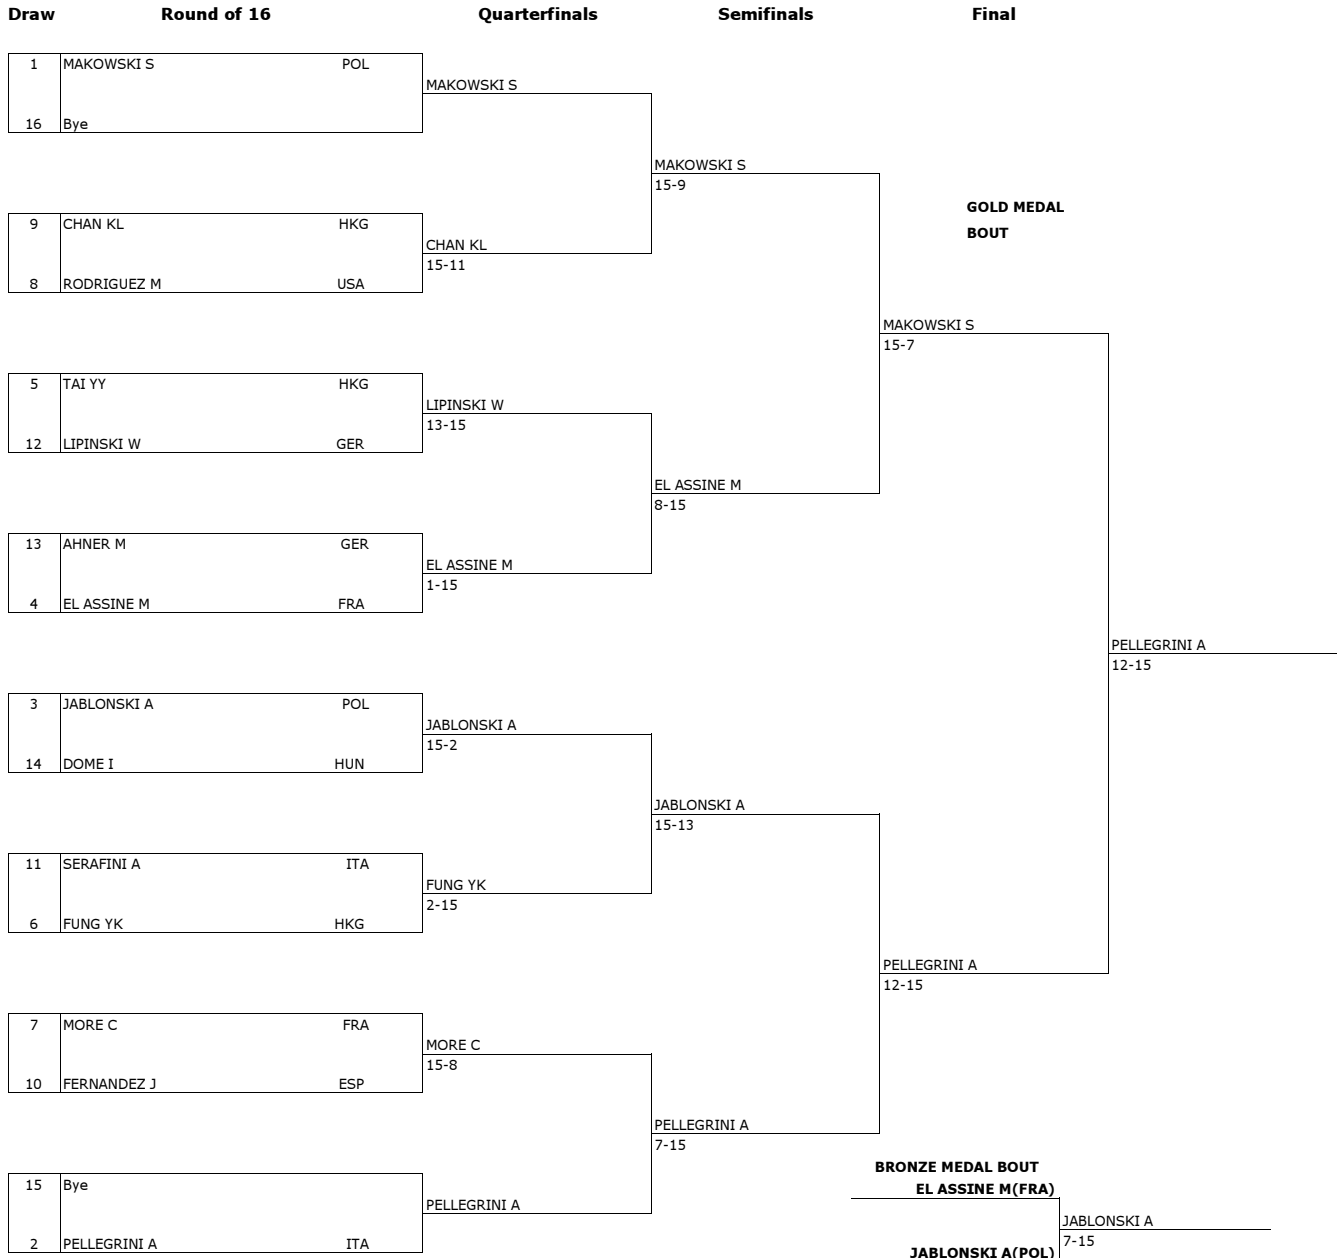 Draw Round of 16 Quarterfinals Semifinals Final
1 MAKOWSKI S POL
MAKOWSKI S
16 Bye
MAKOWSKI S
15-9
GOLD MEDAL
BOUT
9 CHAN KL HKG
CHAN KL
15-11
8 RODRIGUEZ M USA
MAKOWSKI S
15-7
5 TAI YY HKG
LIPINSKI W
13-15
12 LIPINSKI W GER
EL ASSINE M
8-15
13 AHNER M GER
EL ASSINE M
1-15
4 EL ASSINE M FRA
PELLEGRINI A
12-15
3 JABLONSKI A POL
JABLONSKI A
15-2
14 DOME I HUN
JABLONSKI A
15-13
11 SERAFINI A ITA
FUNG YK
2-15
6 FUNG YK HKG
PELLEGRINI A
12-15
7 MORE C FRA
MORE C
15-8
10 FERNANDEZ J ESP
PELLEGRINI A
7-15
15 Bye
PELLEGRINI A
2 PELLEGRINI A ITA
BRONZE MEDAL BOUT
EL ASSINE M(FRA)
JABLONSKI A
7-15
JABLONSKI A(POL)